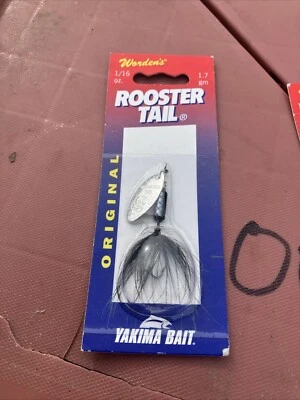 Worden's®
1/16 oz.
1.7 gm
ROOSTER
TAIL®
ORIGINAL
YAKIMA BAIT.